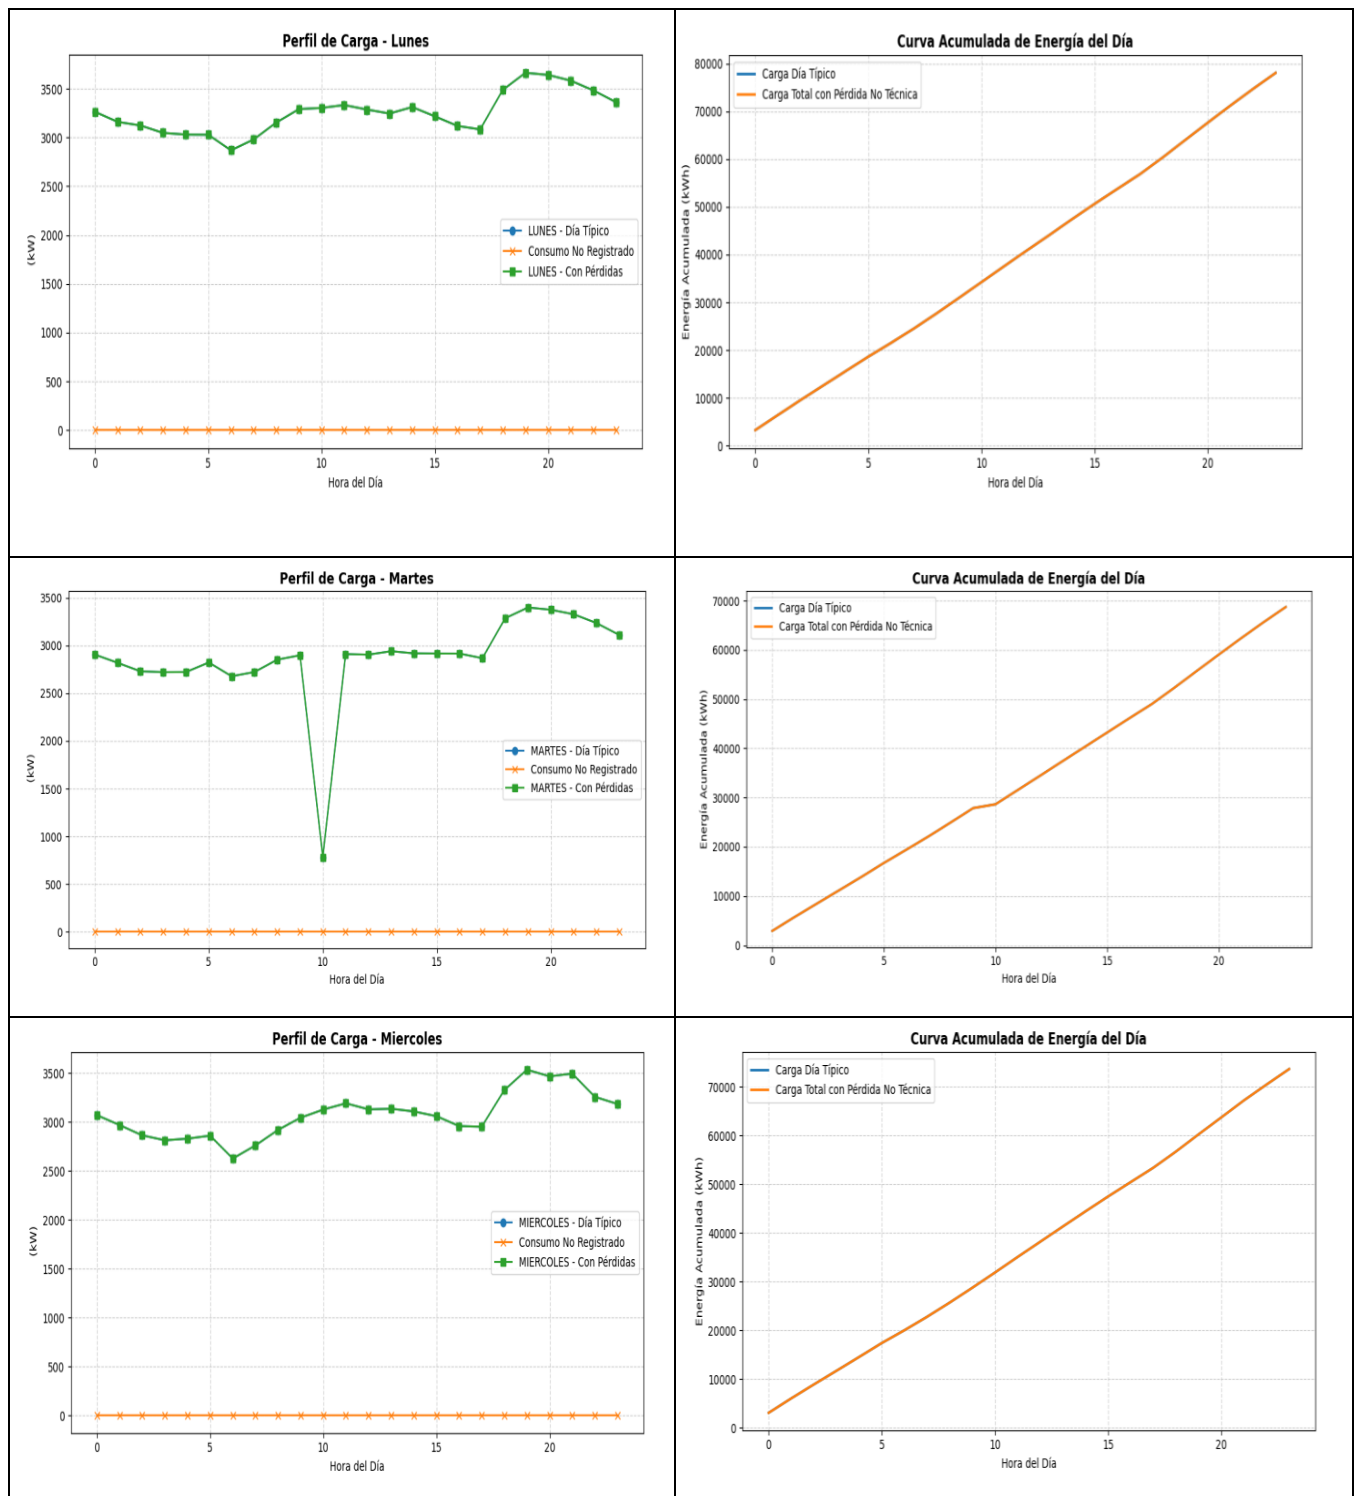 Perfil de Carga - Lunes
3500
3000
2500
2000
1500
1000
500
0
(kW)
LUNES - Día Típico
Consumo No Registrado
LUNES - Con Pérdidas
0 5 10 15 20
Hora del Día
Curva Acumulada de Energía del Día
80000
70000
60000
50000
40000
30000
20000
10000
0
Energía Acumulada (kWh)
Carga Día Típico
Carga Total con Pérdida No Técnica
0 5 10 15 20
Hora del Día
Perfil de Carga - Martes
3500
3000
2500
2000
1500
1000
500
0
(kW)
MARTES - Día Típico
Consumo No Registrado
MARTES - Con Pérdidas
0 5 10 15 20
Hora del Día
Curva Acumulada de Energía del Día
70000
60000
50000
40000
30000
20000
10000
0
Energía Acumulada (kWh)
Carga Día Típico
Carga Total con Pérdida No Técnica
0 5 10 15 20
Hora del Día
Perfil de Carga - Miercoles
3500
3000
2500
2000
1500
1000
500
0
(kW)
MIERCOLES - Día Típico
Consumo No Registrado
MIERCOLES - Con Pérdidas
0 5 10 15 20
Hora del Día
Curva Acumulada de Energía del Día
70000
60000
50000
40000
30000
20000
10000
0
Energía Acumulada (kWh)
Carga Día Típico
Carga Total con Pérdida No Técnica
0 5 10 15 20
Hora del Día